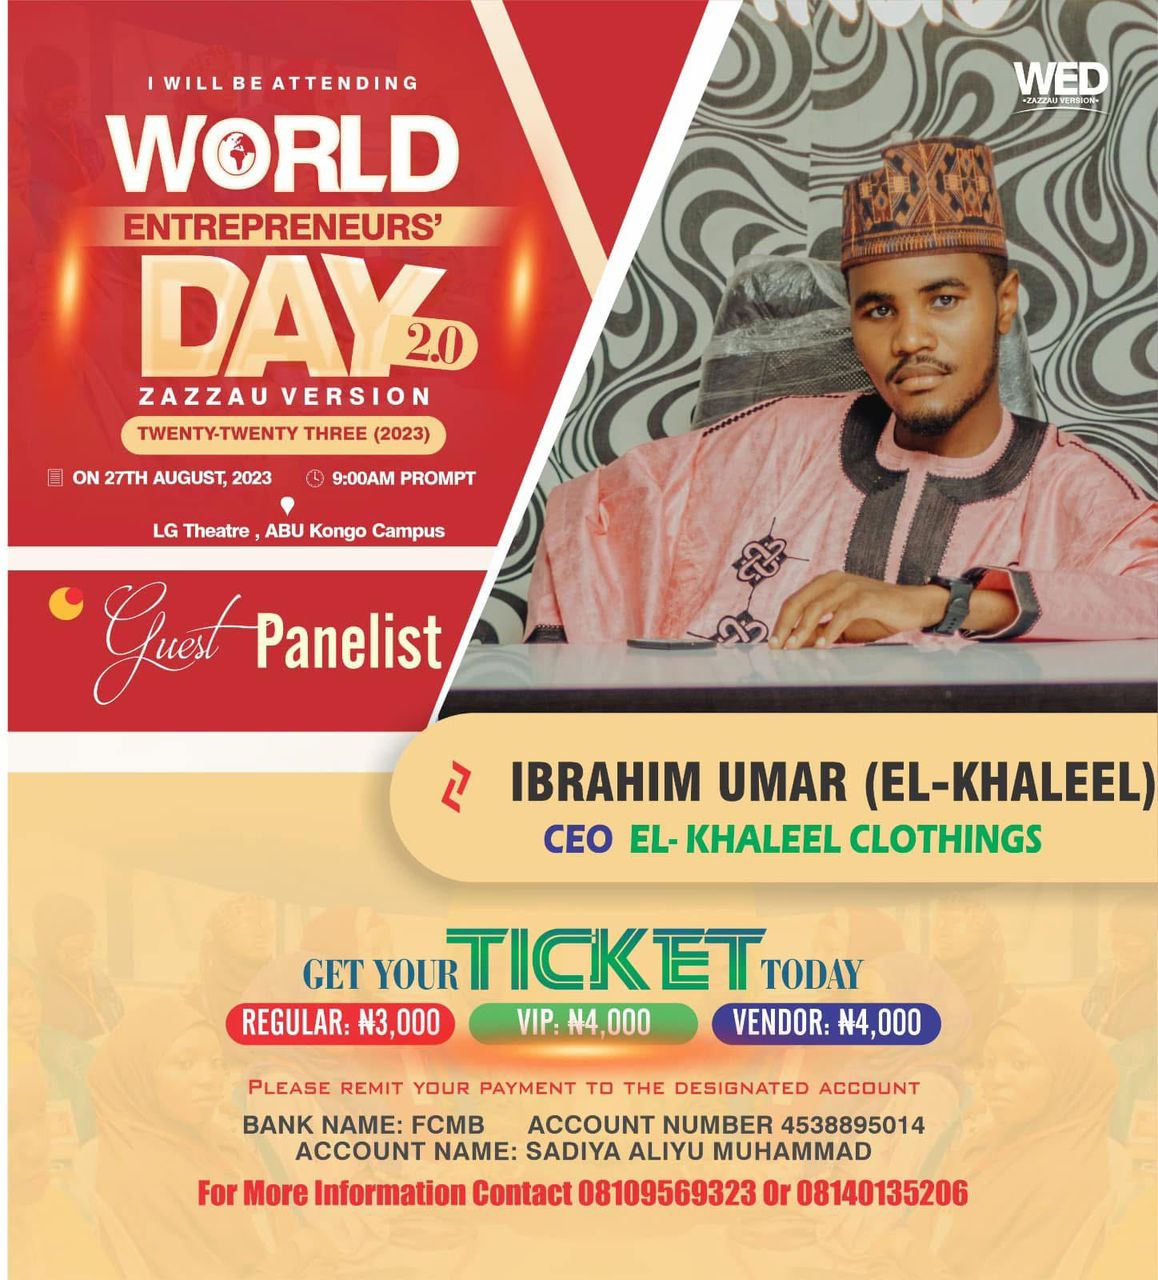 I WILL BE ATTENDING
WORLD
ENTREPRENEURS'
DAY 2.0
ZAZZAU VERSION
TWENTY-TWENTY THREE (2023)
ON 27TH AUGUST, 2023 9:00AM PROMPT
LG Theatre , ABU Kongo Campus
WED
•ZAZZAU VERSION•
Guest Panelist
IBRAHIM UMAR (EL-KHALEEL)
CEO EL- KHALEEL CLOTHINGS
GET YOUR TICKET TODAY
REGULAR: ₦3,000 VIP: ₦4,000 VENDOR: ₦4,000
PLEASE REMIT YOUR PAYMENT TO THE DESIGNATED ACCOUNT
BANK NAME: FCMB ACCOUNT NUMBER 4538895014
ACCOUNT NAME: SADIYA ALIYU MUHAMMAD
For More Information Contact 08109569323 Or 08140135206